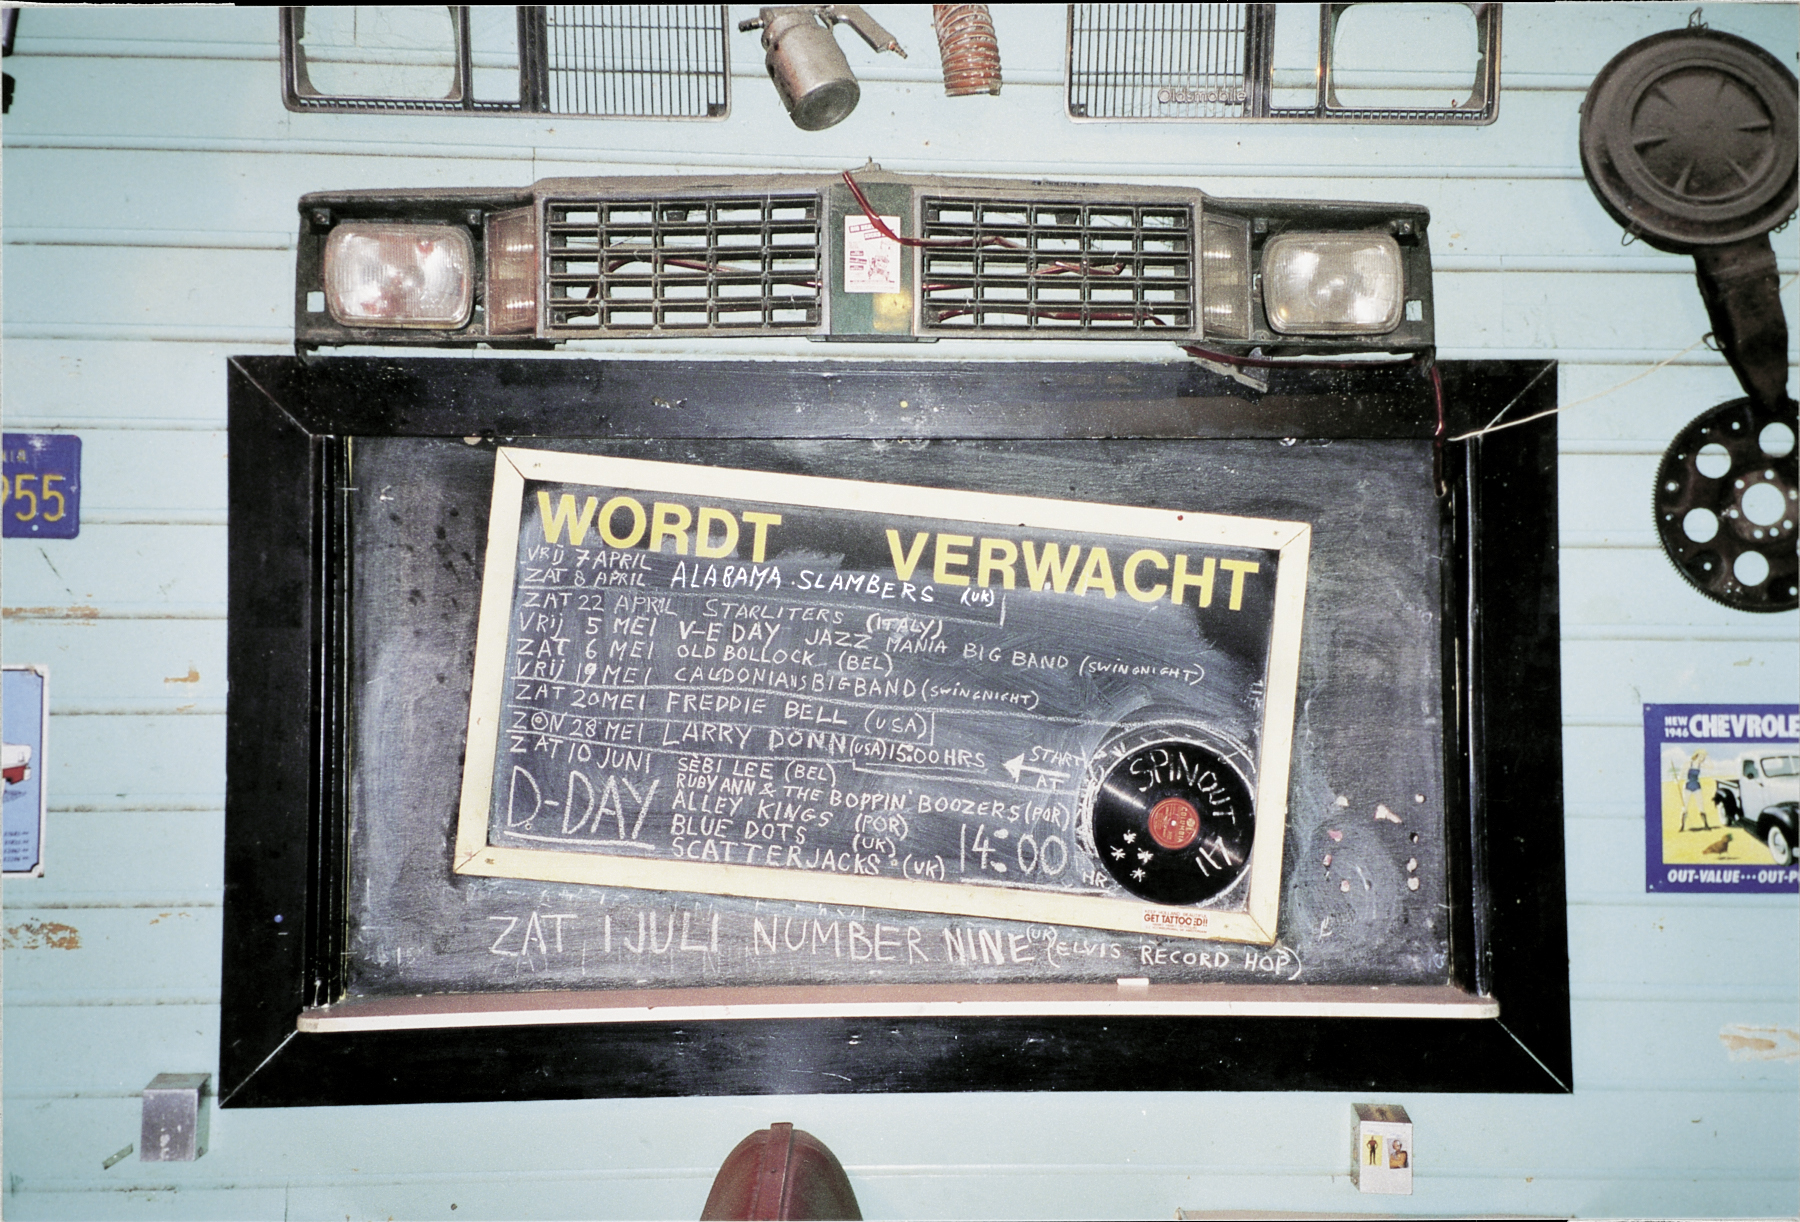 Oldsmobile
955
WORDT VERWACHT
VRIJ 7 APRIL
ZAT 8 APRIL ALABAMA·SLAMBERS (UK)
ZAT 22 APRIL STARLITERS (ITALY)
VRIJ 5 MEI V-E DAY JAZZ MANIA BIG BAND (SWINGNIGHT)
ZAT 6 MEI OLD BOLLOCK (BEL)
VRIJ 19 MEI CALEDONIANS BIGBAND (SWINGNIGHT)
ZAT 20 MEI FREDDIE BELL (USA)
ZON 28 MEI LARRY DONN (USA) 15:00 HRS
ZAT 10 JUNI SEBI LEE (BEL)
START AT
RUBY ANN & THE BOPPIN' BOOZERS (POR)
D-DAY
ALLEY KINGS (POR)
BLUE DOTS (UK)
SCATTERJACKS (UK)
14:00 HR
SPINOUT
COLUMBIA
GET TATTOOED!!
ZAT 1 JULI NUMBER NINE (UK) (ELVIS RECORD HOP)
NEW 1946 CHEVROLE
OUT-VALUE···OUT-P